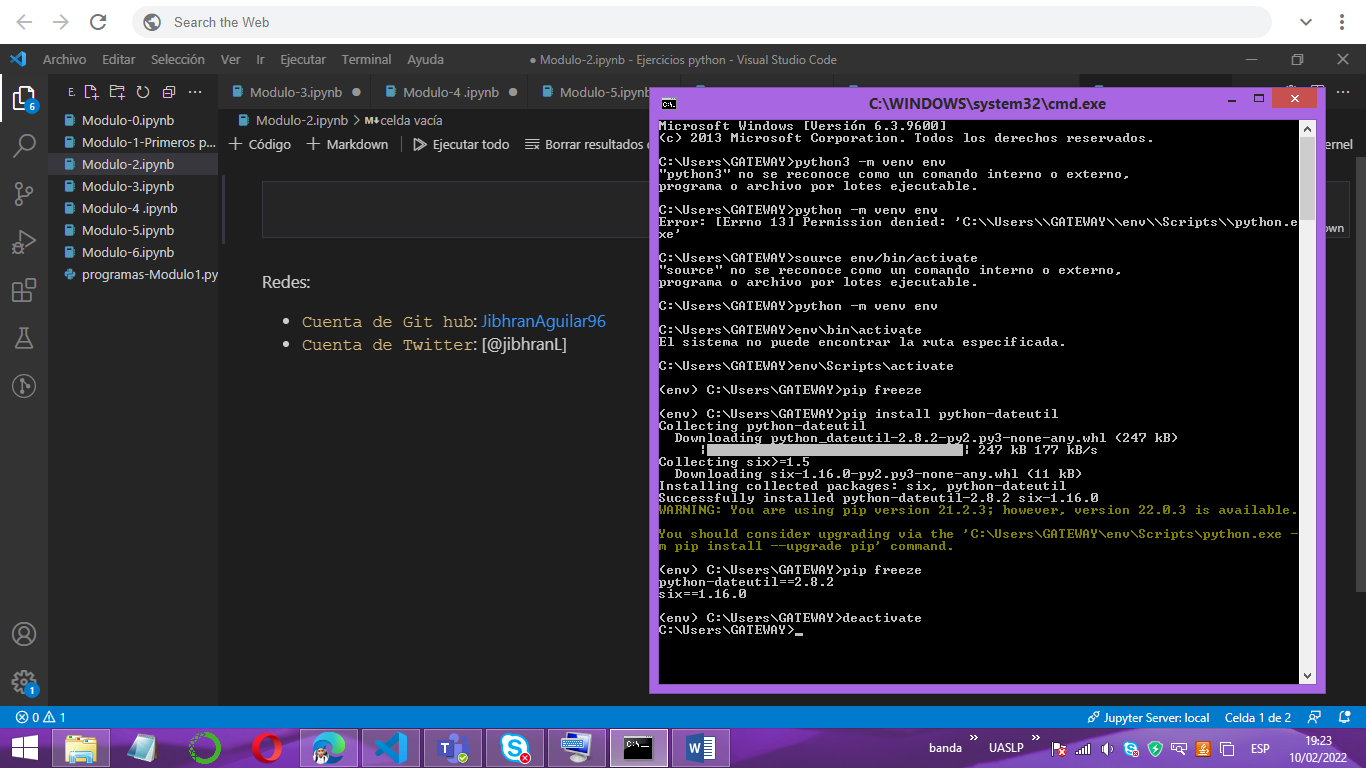 Search the Web
Archivo Editar Selección Ver Ir Ejecutar Terminal Ayuda
● Modulo-2.ipynb - Ejercicios python - Visual Studio Code
E.
Modulo-3.ipynb ● Modulo-4 .ipynb ● Modulo-5.ipynb
6
Modulo-0.ipynb
Modulo-1-Primeros p...
Modulo-2.ipynb
Modulo-3.ipynb
Modulo-4 .ipynb
Modulo-5.ipynb
Modulo-6.ipynb
programas-Modulo1.py
Modulo-2.ipynb > M↓celda vacía
+ Código + Markdown Ejecutar todo Borrar resultados
Redes:
• Cuenta de Git hub: JibhranAguilar96
• Cuenta de Twitter: [@jibhranL]
C:\WINDOWS\system32\cmd.exe
Microsoft Windows [Versión 6.3.9600]
(c) 2013 Microsoft Corporation. Todos los derechos reservados.
C:\Users\GATEWAY>python3 -m venv env
"python3" no se reconoce como un comando interno o externo,
programa o archivo por lotes ejecutable.
C:\Users\GATEWAY>python -m venv env
Error: [Errno 13] Permission denied: 'C:\\Users\\GATEWAY\\env\\Scripts\\python.e
xe'
C:\Users\GATEWAY>source env/bin/activate
"source" no se reconoce como un comando interno o externo,
programa o archivo por lotes ejecutable.
C:\Users\GATEWAY>python -m venv env
C:\Users\GATEWAY>env\bin\activate
El sistema no puede encontrar la ruta especificada.
C:\Users\GATEWAY>env\Scripts\activate
(env) C:\Users\GATEWAY>pip freeze
(env) C:\Users\GATEWAY>pip install python-dateutil
Collecting python-dateutil
Downloading python_dateutil-2.8.2-py2.py3-none-any.whl (247 kB)
| | 247 kB 177 kB/s
Collecting six>=1.5
Downloading six-1.16.0-py2.py3-none-any.whl (11 kB)
Installing collected packages: six, python-dateutil
Successfully installed python-dateutil-2.8.2 six-1.16.0
WARNING: You are using pip version 21.2.3; however, version 22.0.3 is available.
You should consider upgrading via the 'C:\Users\GATEWAY\env\Scripts\python.exe -
m pip install --upgrade pip' command.
(env) C:\Users\GATEWAY>pip freeze
python-dateutil==2.8.2
six==1.16.0
(env) C:\Users\GATEWAY>deactivate
C:\Users\GATEWAY>_
1
0 1
Jupyter Server: local Celda 1 de 2
banda » UASLP » ESP 19:23
10/02/2022